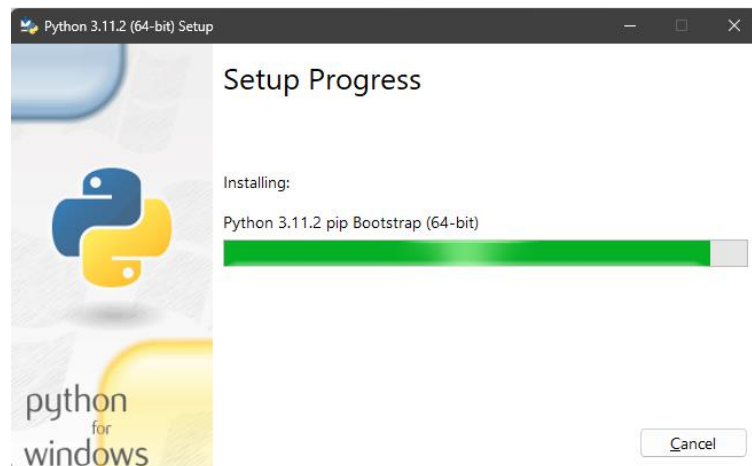 Python 3.11.2 (64-bit) Setup
Setup Progress
Installing:
Python 3.11.2 pip Bootstrap (64-bit)
python
for
windows
Cancel